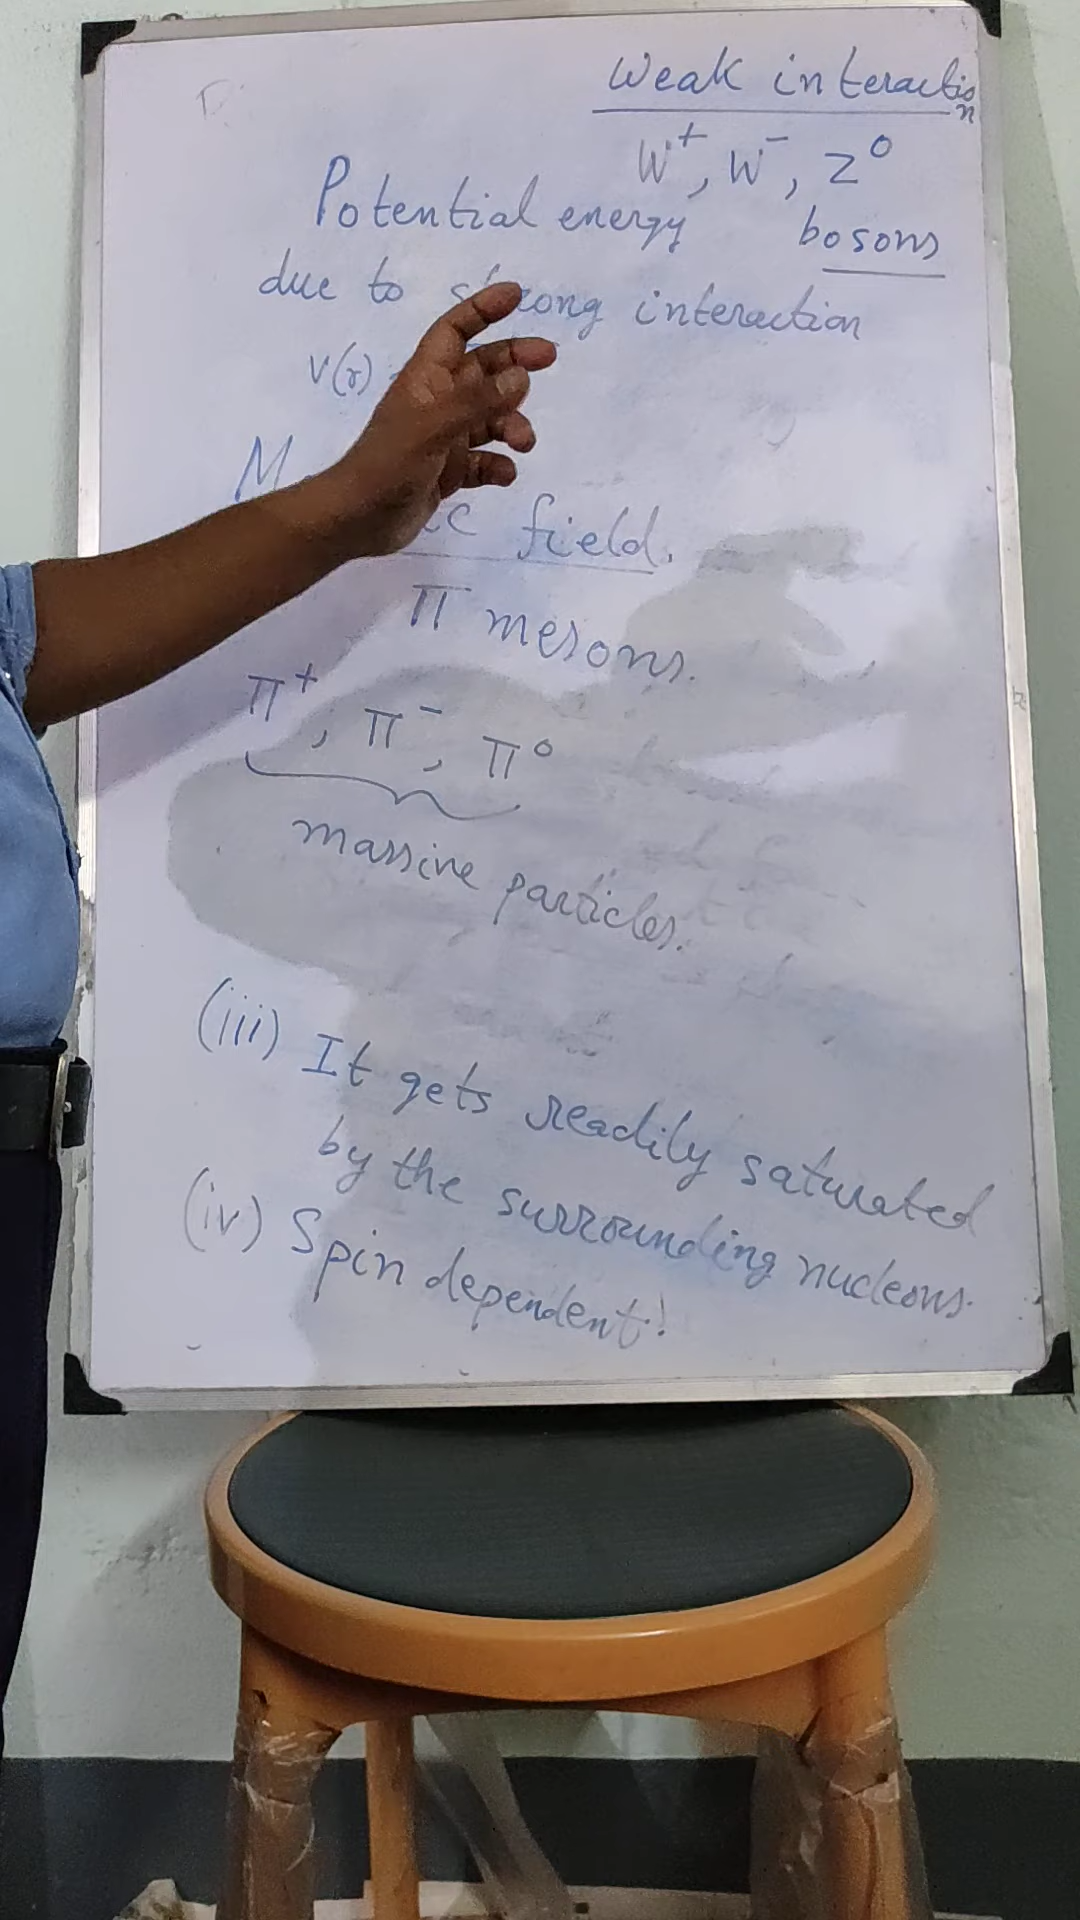 Weak interaction
W⁺, W⁻, Z⁰
bosons
Potential energy
due to strong interaction
V(r)
field.
π mesons.
π⁺, π⁻, π⁰
massive particles.
(iii) It gets readily saturated
by the surrounding nucleons.
(iv) Spin dependent!